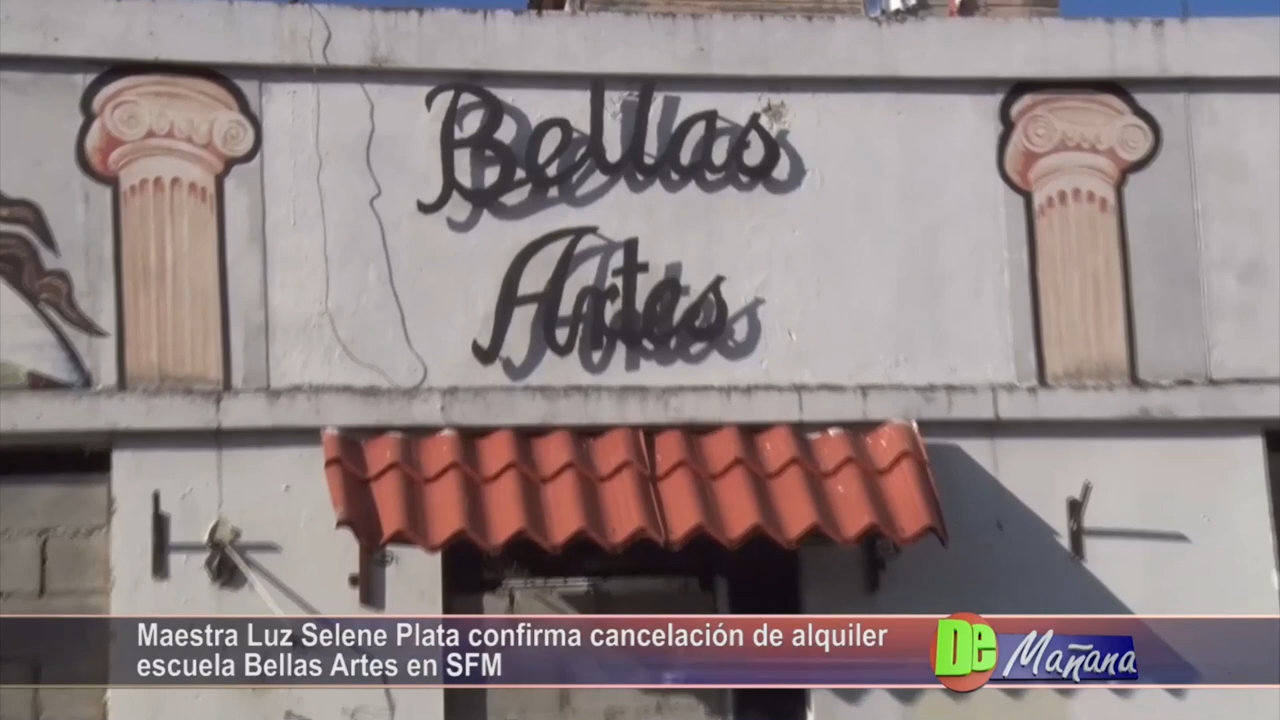 Bellas
Artes
Maestra Luz Selene Plata confirma cancelación de alquiler
escuela Bellas Artes en SFM
De Mañana